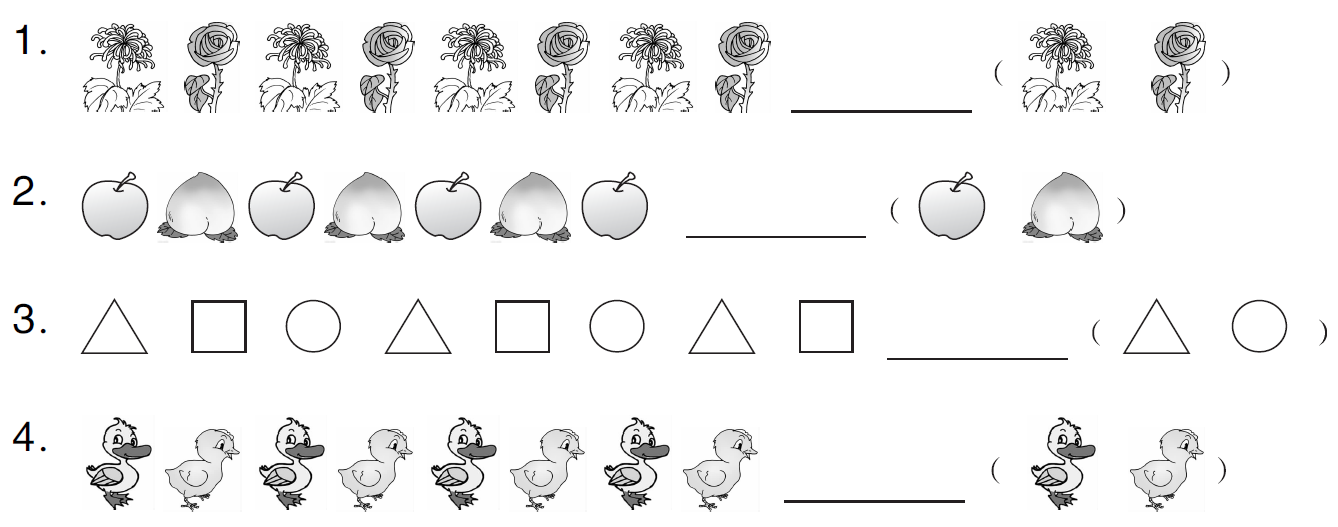 1. ( )
2. ( )
3. ( )
4. ( )